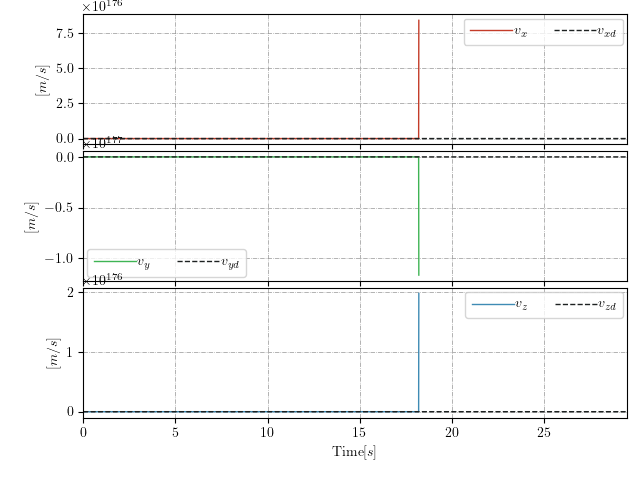 ×10^176
7.5
5.0
2.5
0.0
[m/s]
v_x v_xd
×10^177
0.0
−0.5
−1.0
[m/s]
v_y v_yd
×10^176
2
1
0
[m/s]
v_z v_zd
0 5 10 15 20 25
Time[s]